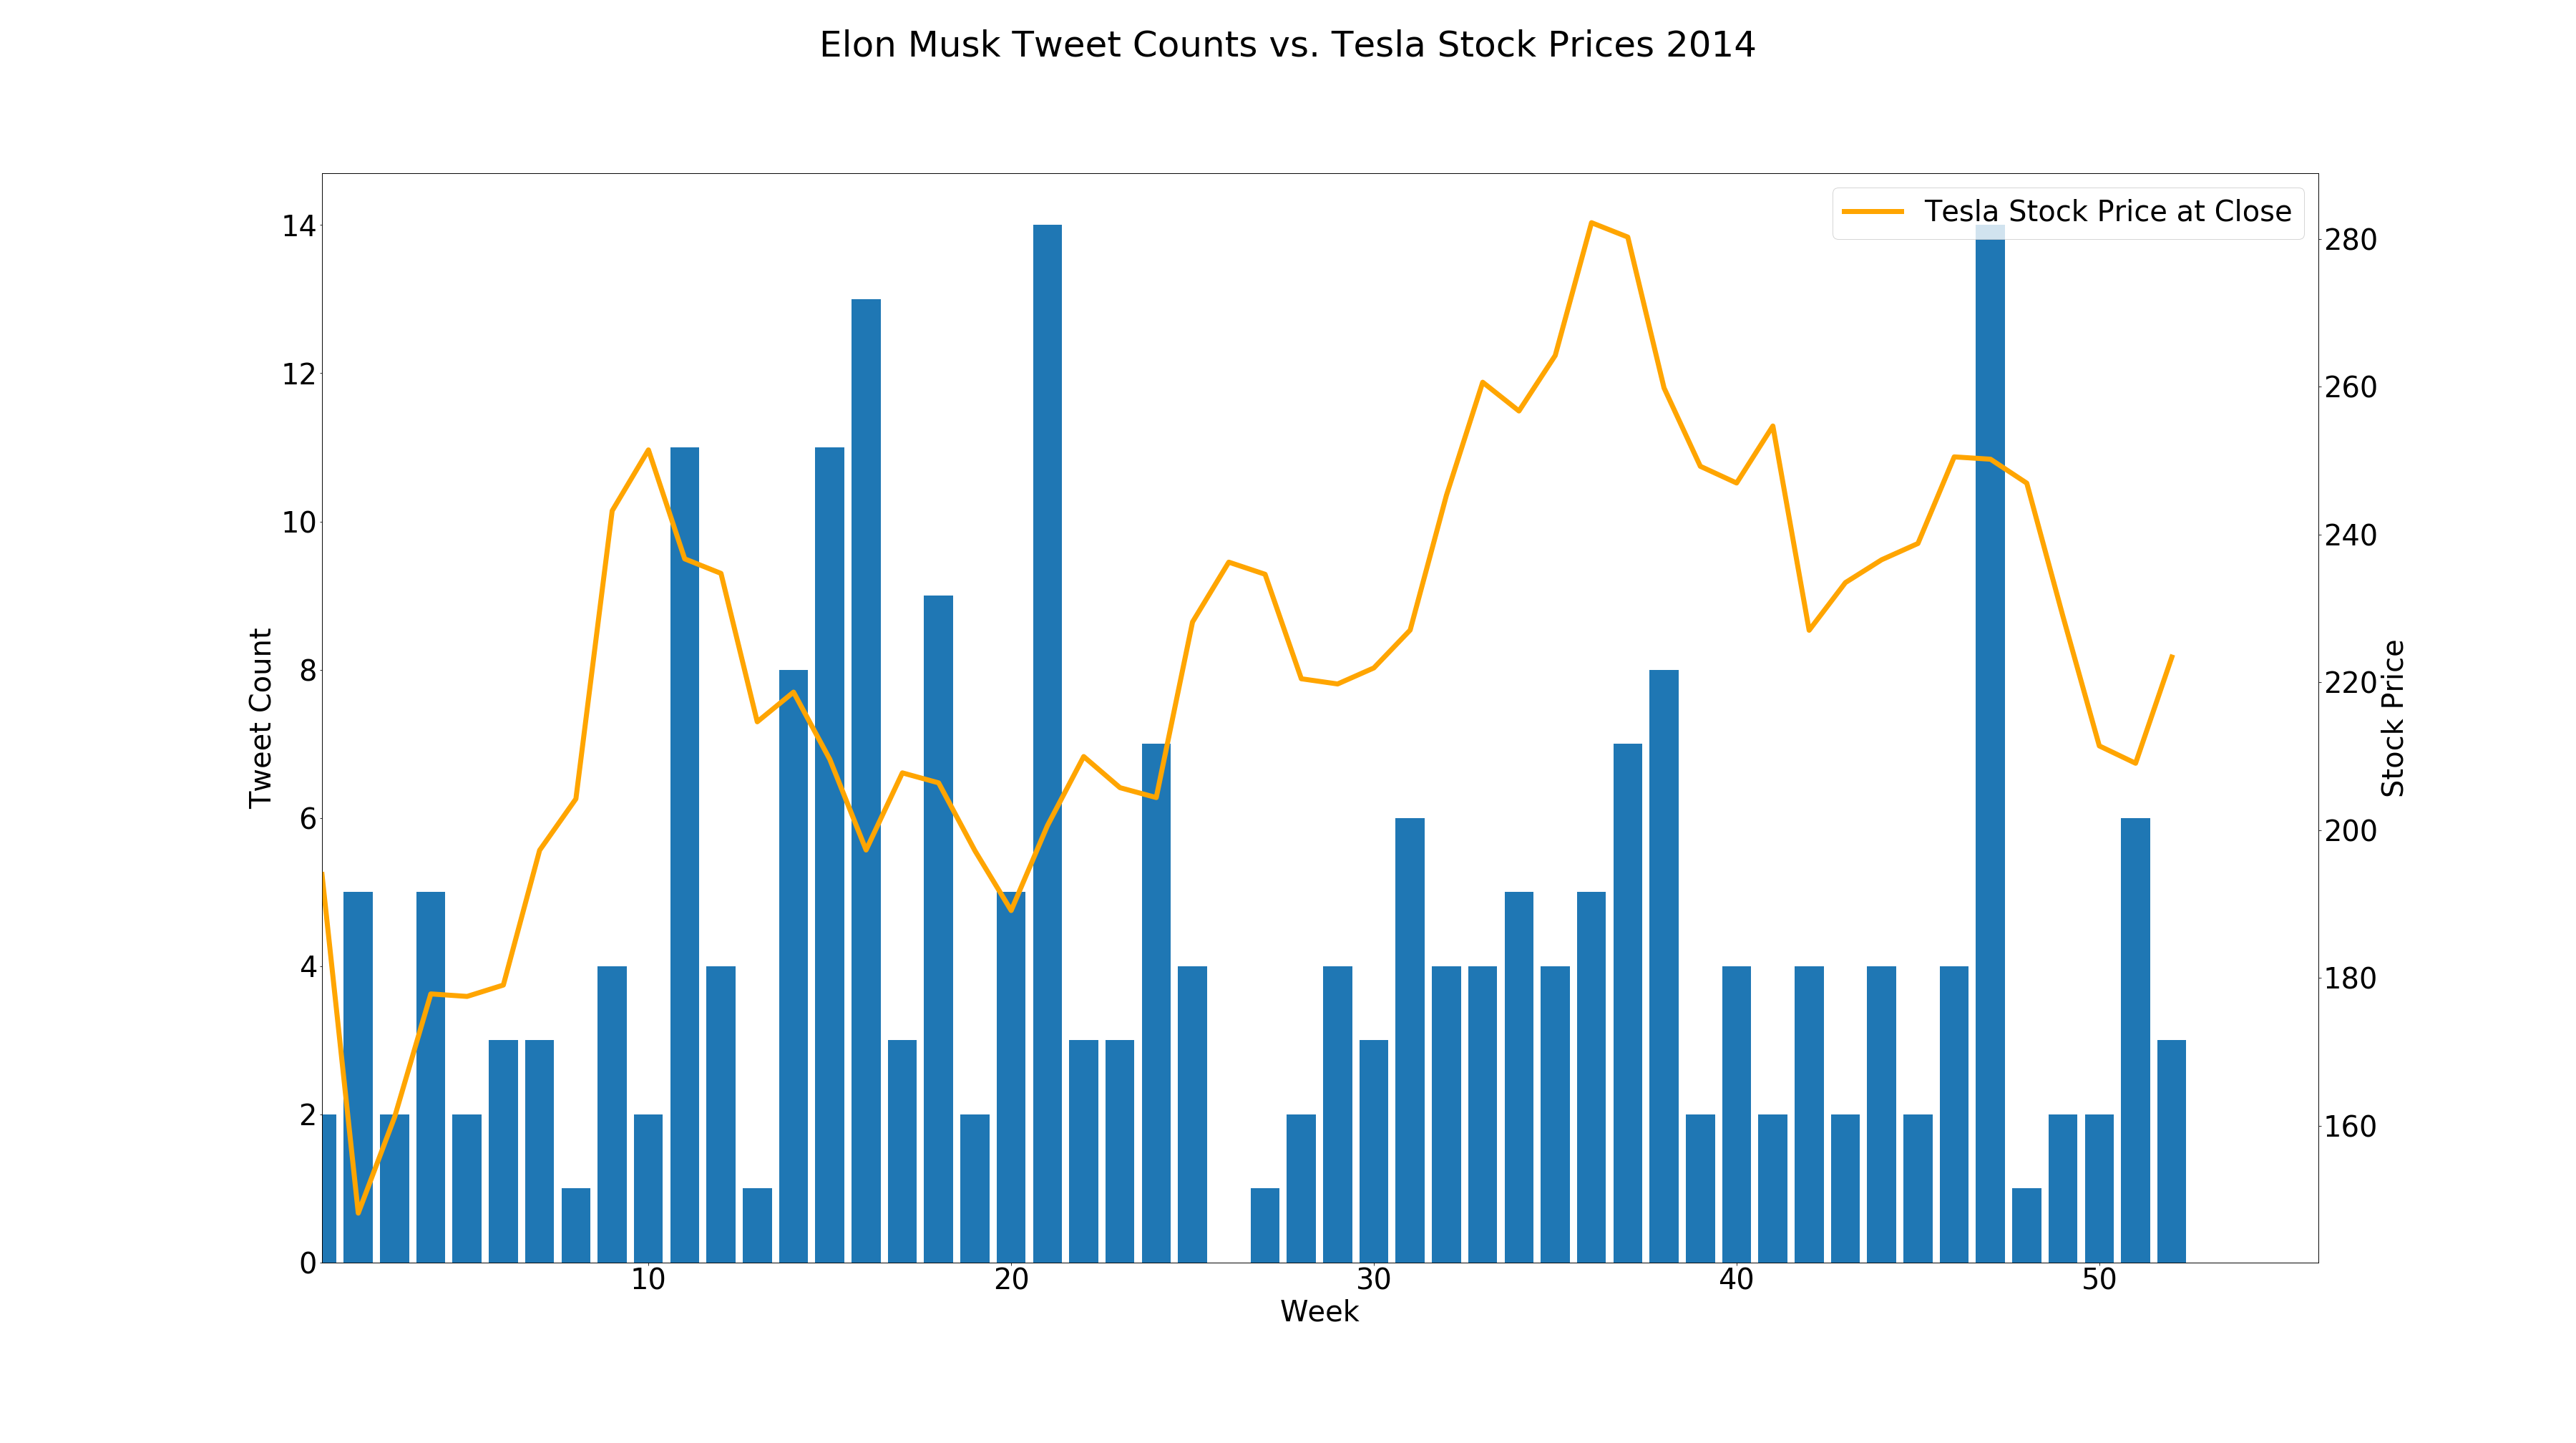 Elon Musk Tweet Counts vs. Tesla Stock Prices 2014
Tesla Stock Price at Close
14
12
10
8
6
4
2
0
Tweet Count
280
260
240
220
200
180
160
Stock Price
10 20 30 40 50
Week